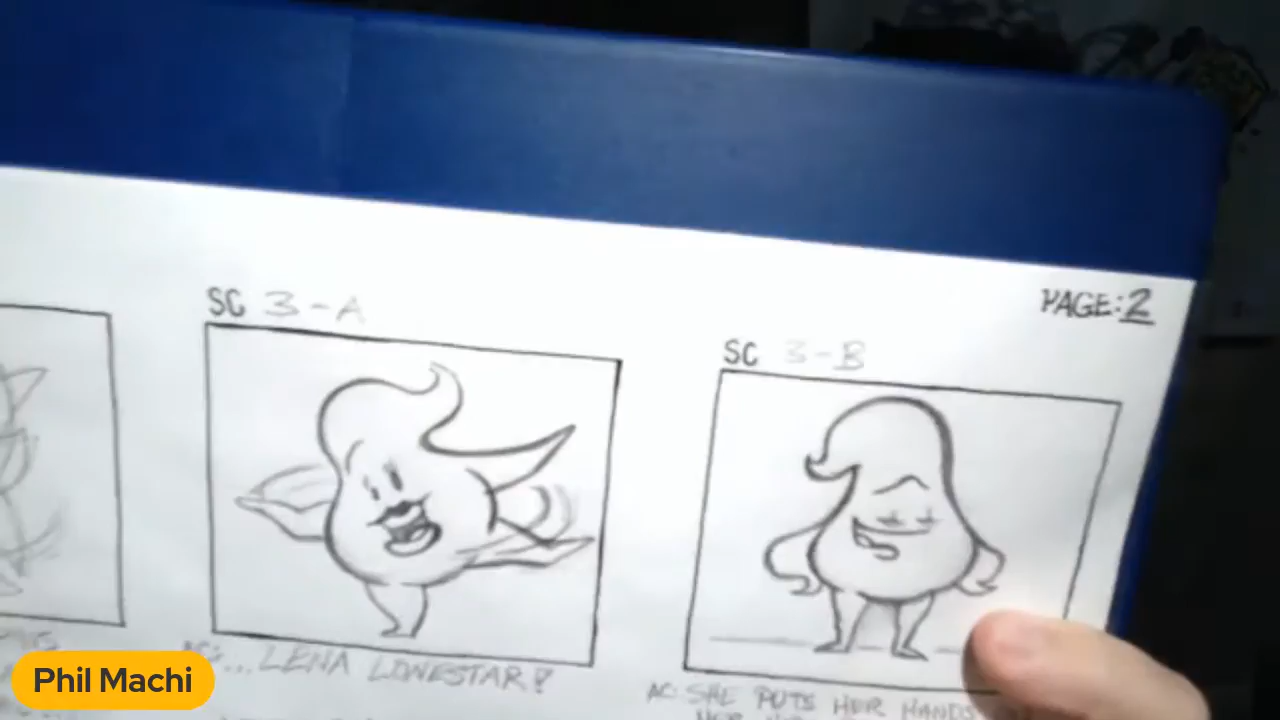 PAGE:2
SC 3-A
SC 3-B
...LENA LONESTAR!
AC: SHE PUTS HER HANDS
Phil Machi